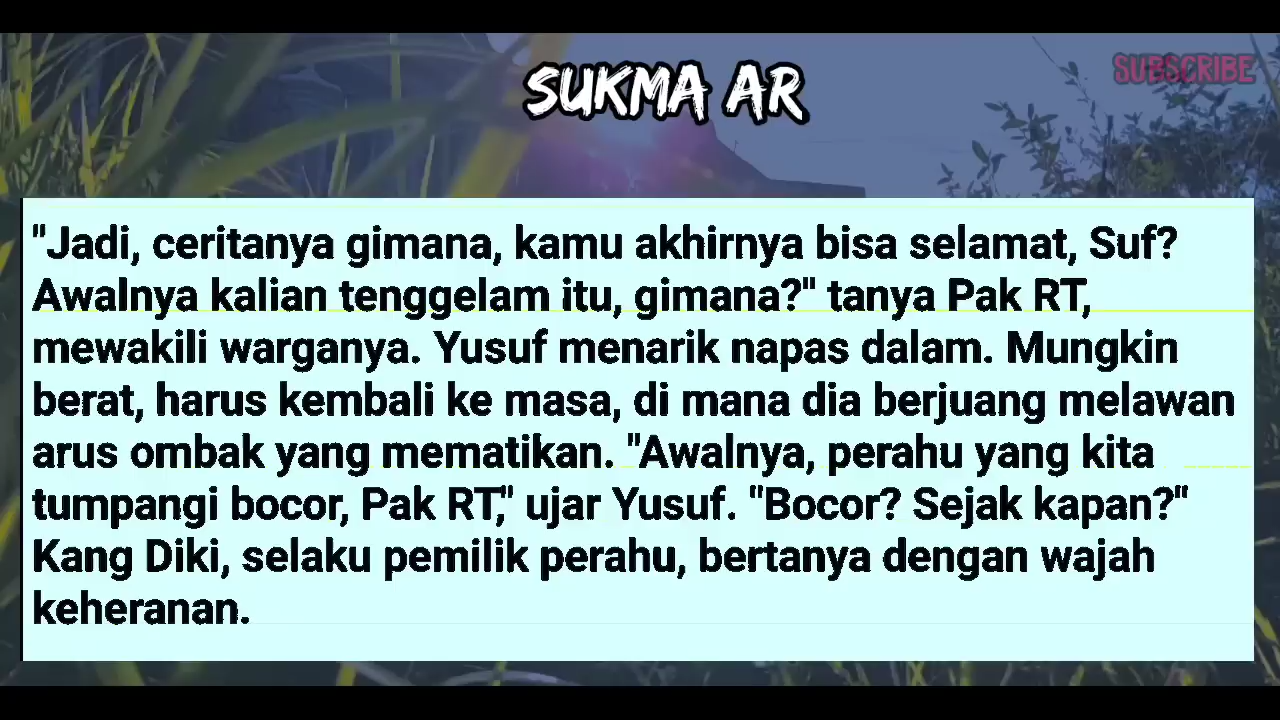 SUKMA AR
SUBSCRIBE
"Jadi, ceritanya gimana, kamu akhirnya bisa selamat, Suf?
Awalnya kalian tenggelam itu, gimana?" tanya Pak RT,
mewakili warganya. Yusuf menarik napas dalam. Mungkin
berat, harus kembali ke masa, di mana dia berjuang melawan
arus ombak yang mematikan. "Awalnya, perahu yang kita
tumpangi bocor, Pak RT," ujar Yusuf. "Bocor? Sejak kapan?"
Kang Diki, selaku pemilik perahu, bertanya dengan wajah
keheranan.